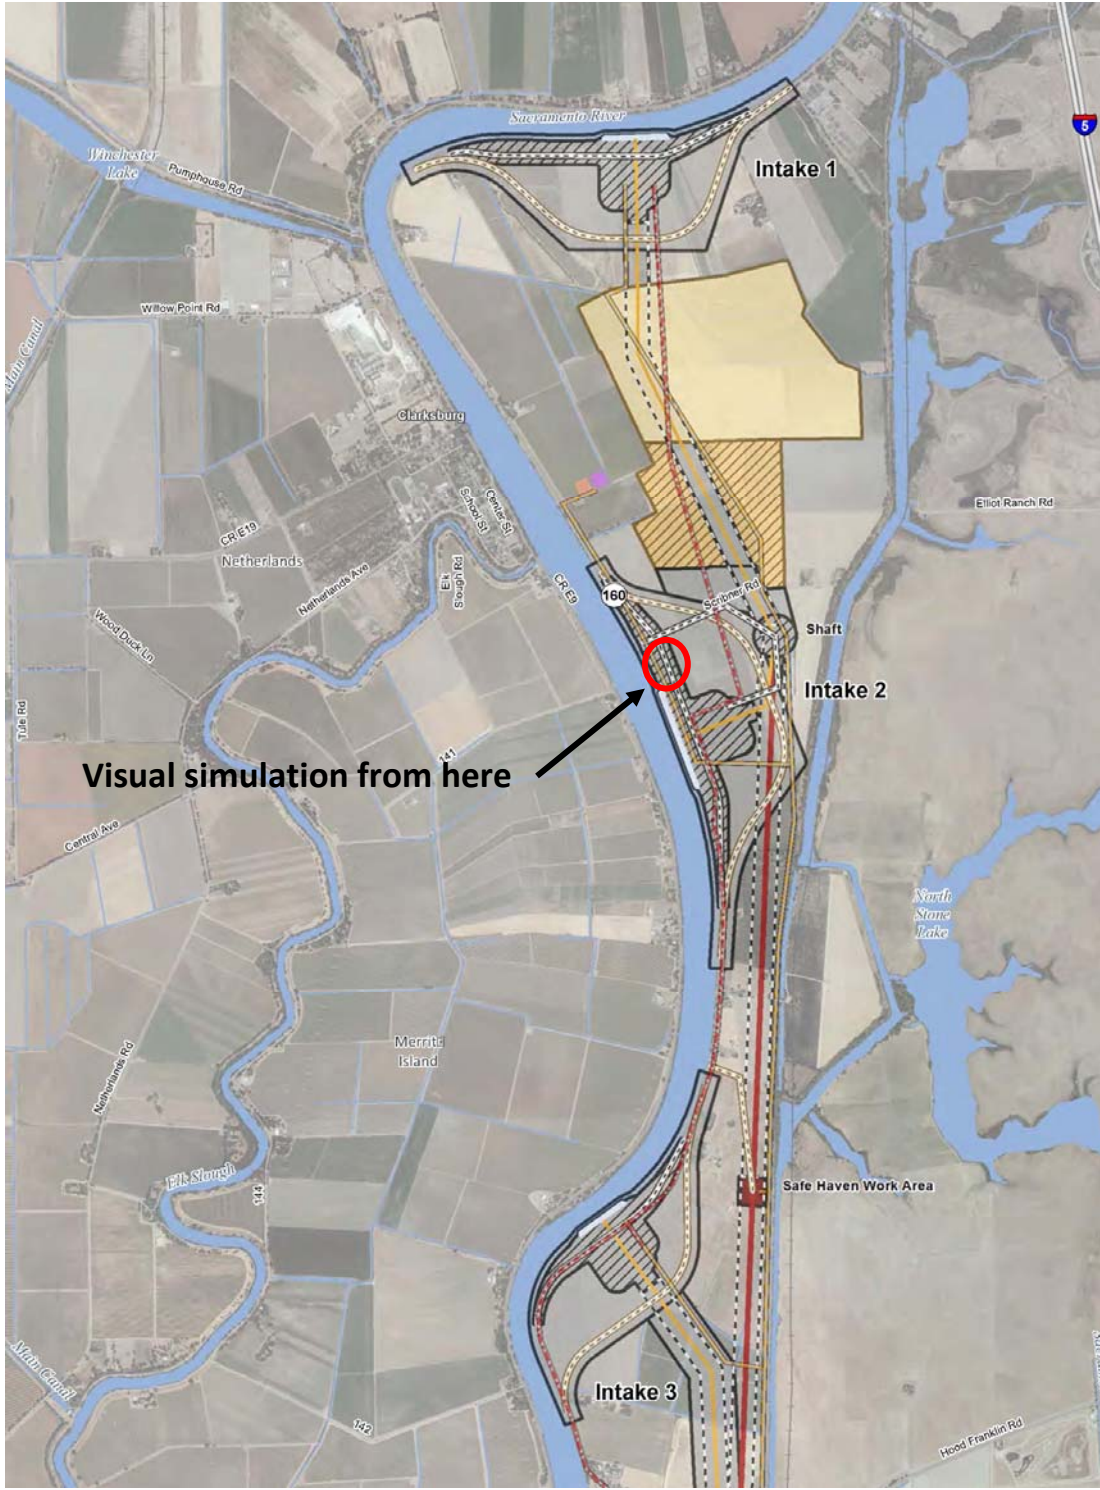 Sacramento River
5
Winchester
Lake
Pumphouse Rd
Intake 1
Willow Point Rd
Main Canal
Clarksburg
Center St
School St
Elliot Ranch Rd
CR E19
Netherlands
Netherlands Ave
Elk
Slough Rd
CR E9
160
Scribner Rd
Wood Duck Ln
Shaft
Intake 2
Tule Rd
141
Visual simulation from here
Central Ave
North
Stone
Lake
Merritt
Island
Netherlands Rd
Elk Slough
144
Safe Haven Work Area
Main Canal
Intake 3
142
Hood Franklin Rd